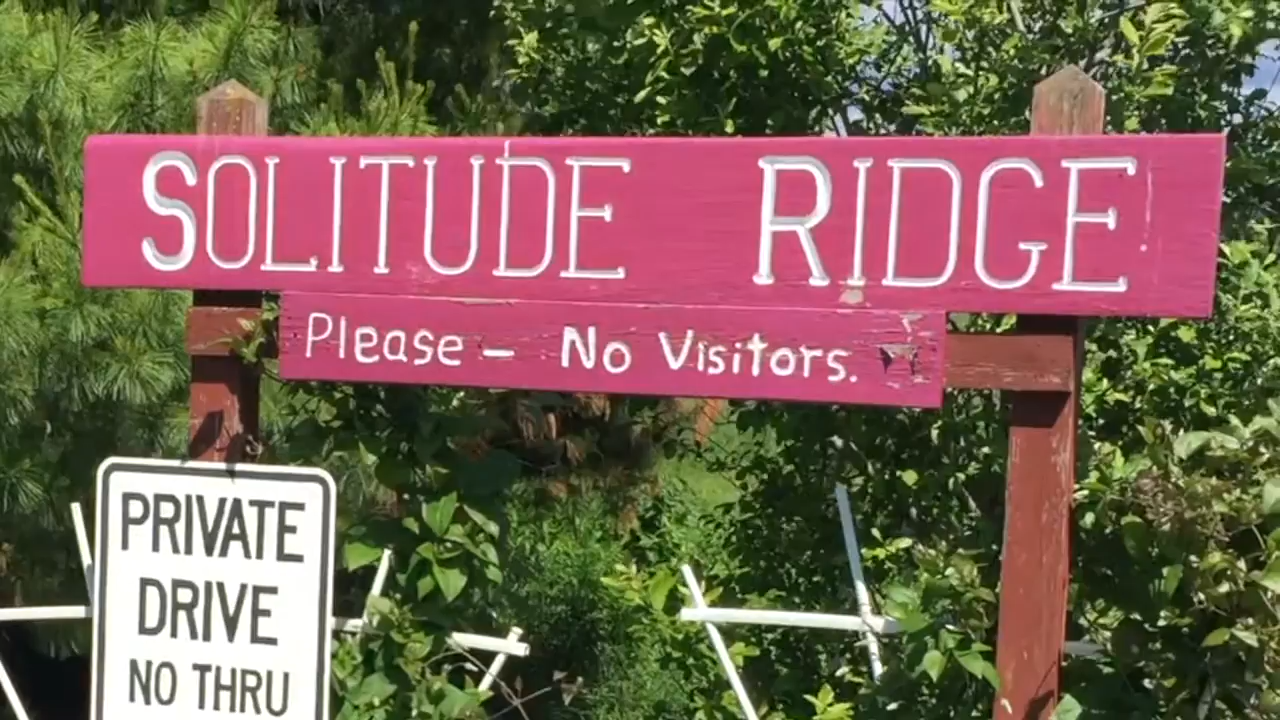 SOLITUDE RIDGE
Please - No Visitors.
PRIVATE
DRIVE
NO THRU